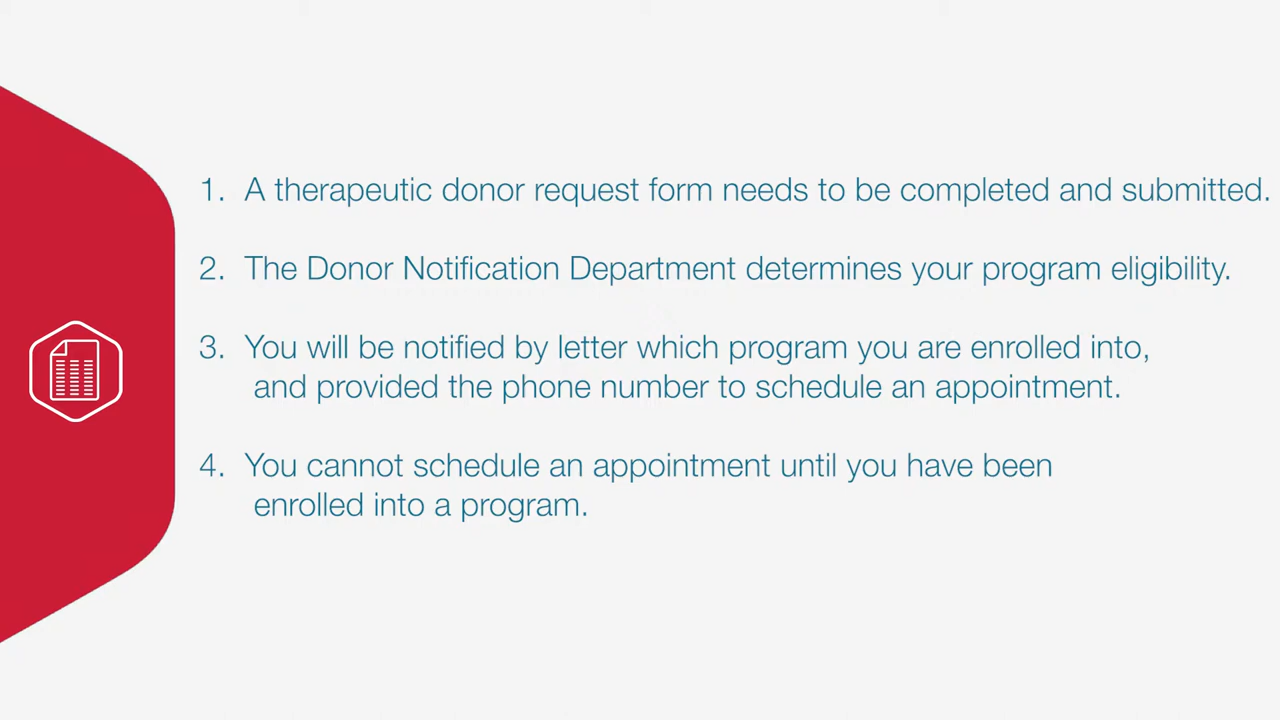 1. A therapeutic donor request form needs to be completed and submitted.
2. The Donor Notification Department determines your program eligibility.
3. You will be notified by letter which program you are enrolled into,
and provided the phone number to schedule an appointment.
4. You cannot schedule an appointment until you have been
enrolled into a program.